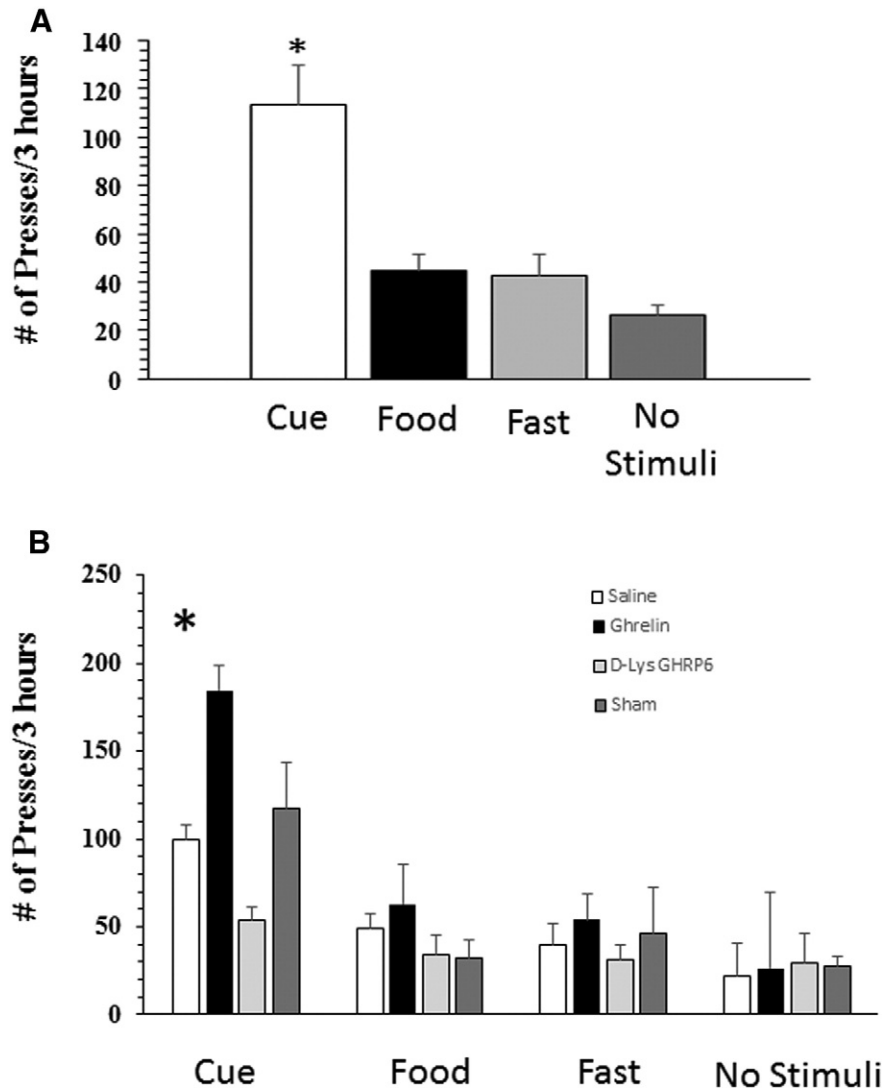 A
# of Presses/3 hours
140
120
100
80
60
40
20
0
*
Cue
Food
Fast
No
Stimuli
B
# of Presses/3 hours
250
200
150
100
50
0
*
Saline
Ghrelin
D-Lys GHRP6
Sham
Cue
Food
Fast
No Stimuli